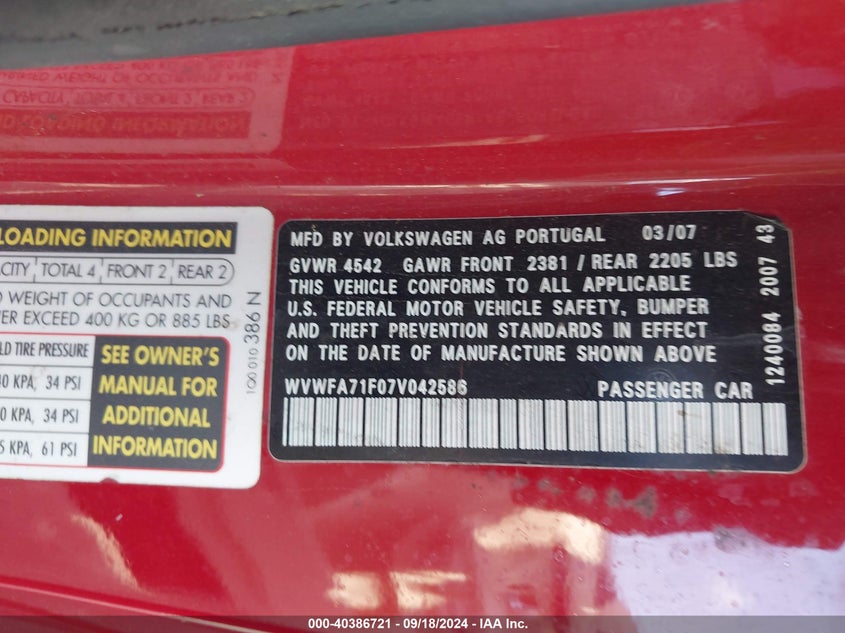 LOADING INFORMATION
TOTAL 4 FRONT 2 REAR 2
WEIGHT OF OCCUPANTS AND
EXCEED 400 KG OR 885 LBS
TIRE PRESSURE
KPA, 34 PSI
KPA, 34 PSI
KPA, 61 PSI
SEE OWNER'S
MANUAL FOR
ADDITIONAL
INFORMATION
1Q0 010 386 N
MFD BY VOLKSWAGEN AG PORTUGAL 03/07
GVWR 4542 GAWR FRONT 2381 / REAR 2205 LBS
THIS VEHICLE CONFORMS TO ALL APPLICABLE
U.S. FEDERAL MOTOR VEHICLE SAFETY, BUMPER
AND THEFT PREVENTION STANDARDS IN EFFECT
ON THE DATE OF MANUFACTURE SHOWN ABOVE
WVWFA71F07V042586 PASSENGER CAR
1240084 2007 43
000-40386721 - 09/18/2024 - IAA Inc.